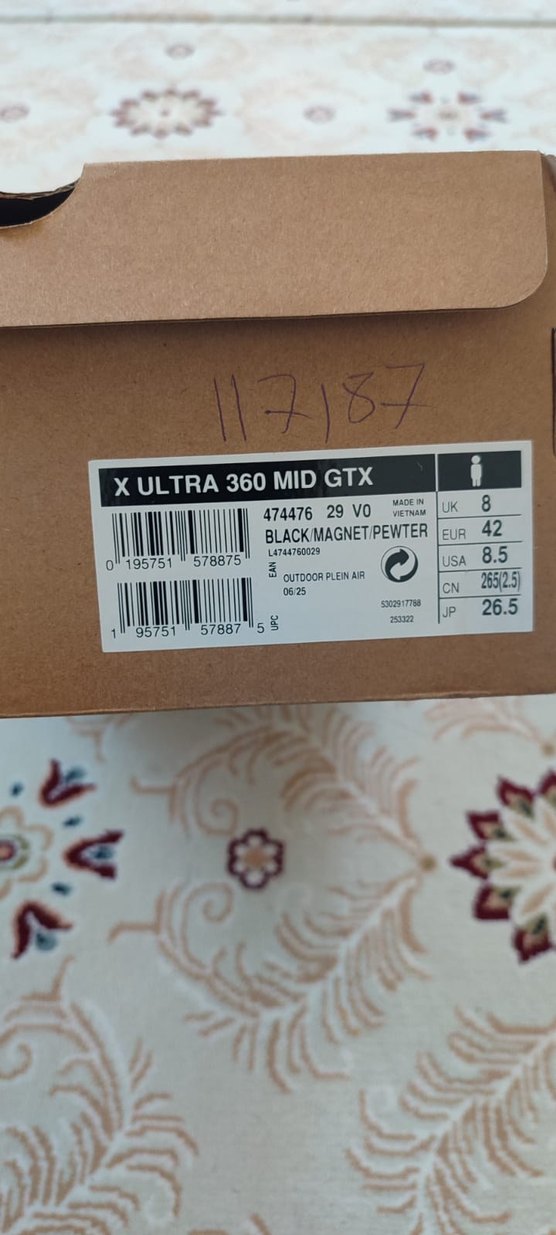 117187
X ULTRA 360 MID GTX
474476 29 V0
MADE IN
VIETNAM
BLACK/MAGNET/PEWTER
L4744760029
0 195751 578875
EAN
OUTDOOR PLEIN AIR
06/25
1 95751 57887 5
UPC
5302917788
253322
UK 8
EUR 42
USA 8.5
CN 265(2.5)
JP 26.5